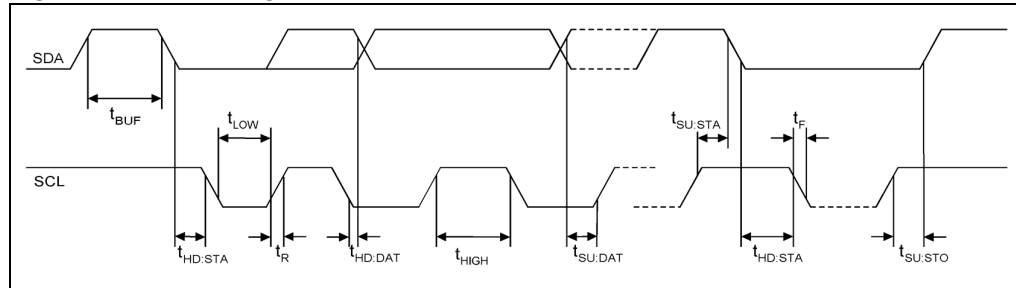 SDA
tBUF
tLOW
tSU:STA
tF
SCL
tHD:STA
tR
tHD:DAT
tHIGH
tSU:DAT
tHD:STA
tSU:STO